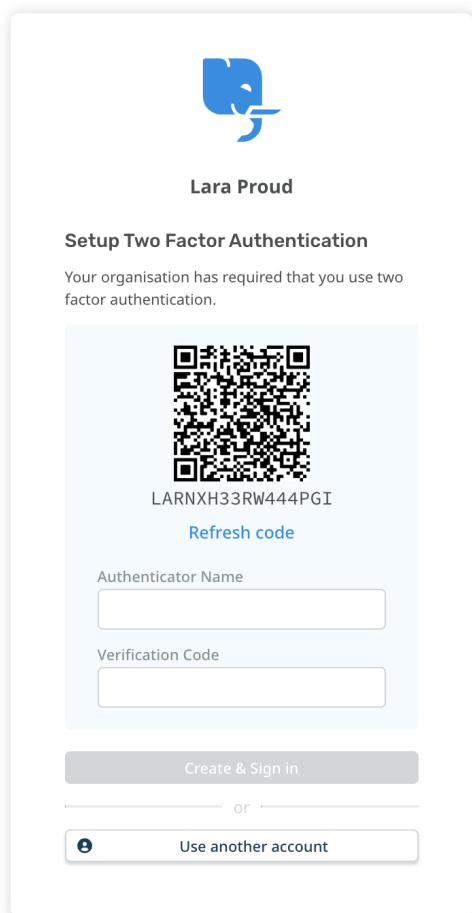 Lara Proud
Setup Two Factor Authentication
Your organisation has required that you use two
factor authentication.
LARNXH33RW444PGI
Refresh code
Authenticator Name
Verification Code
Create & Sign in
or
Use another account